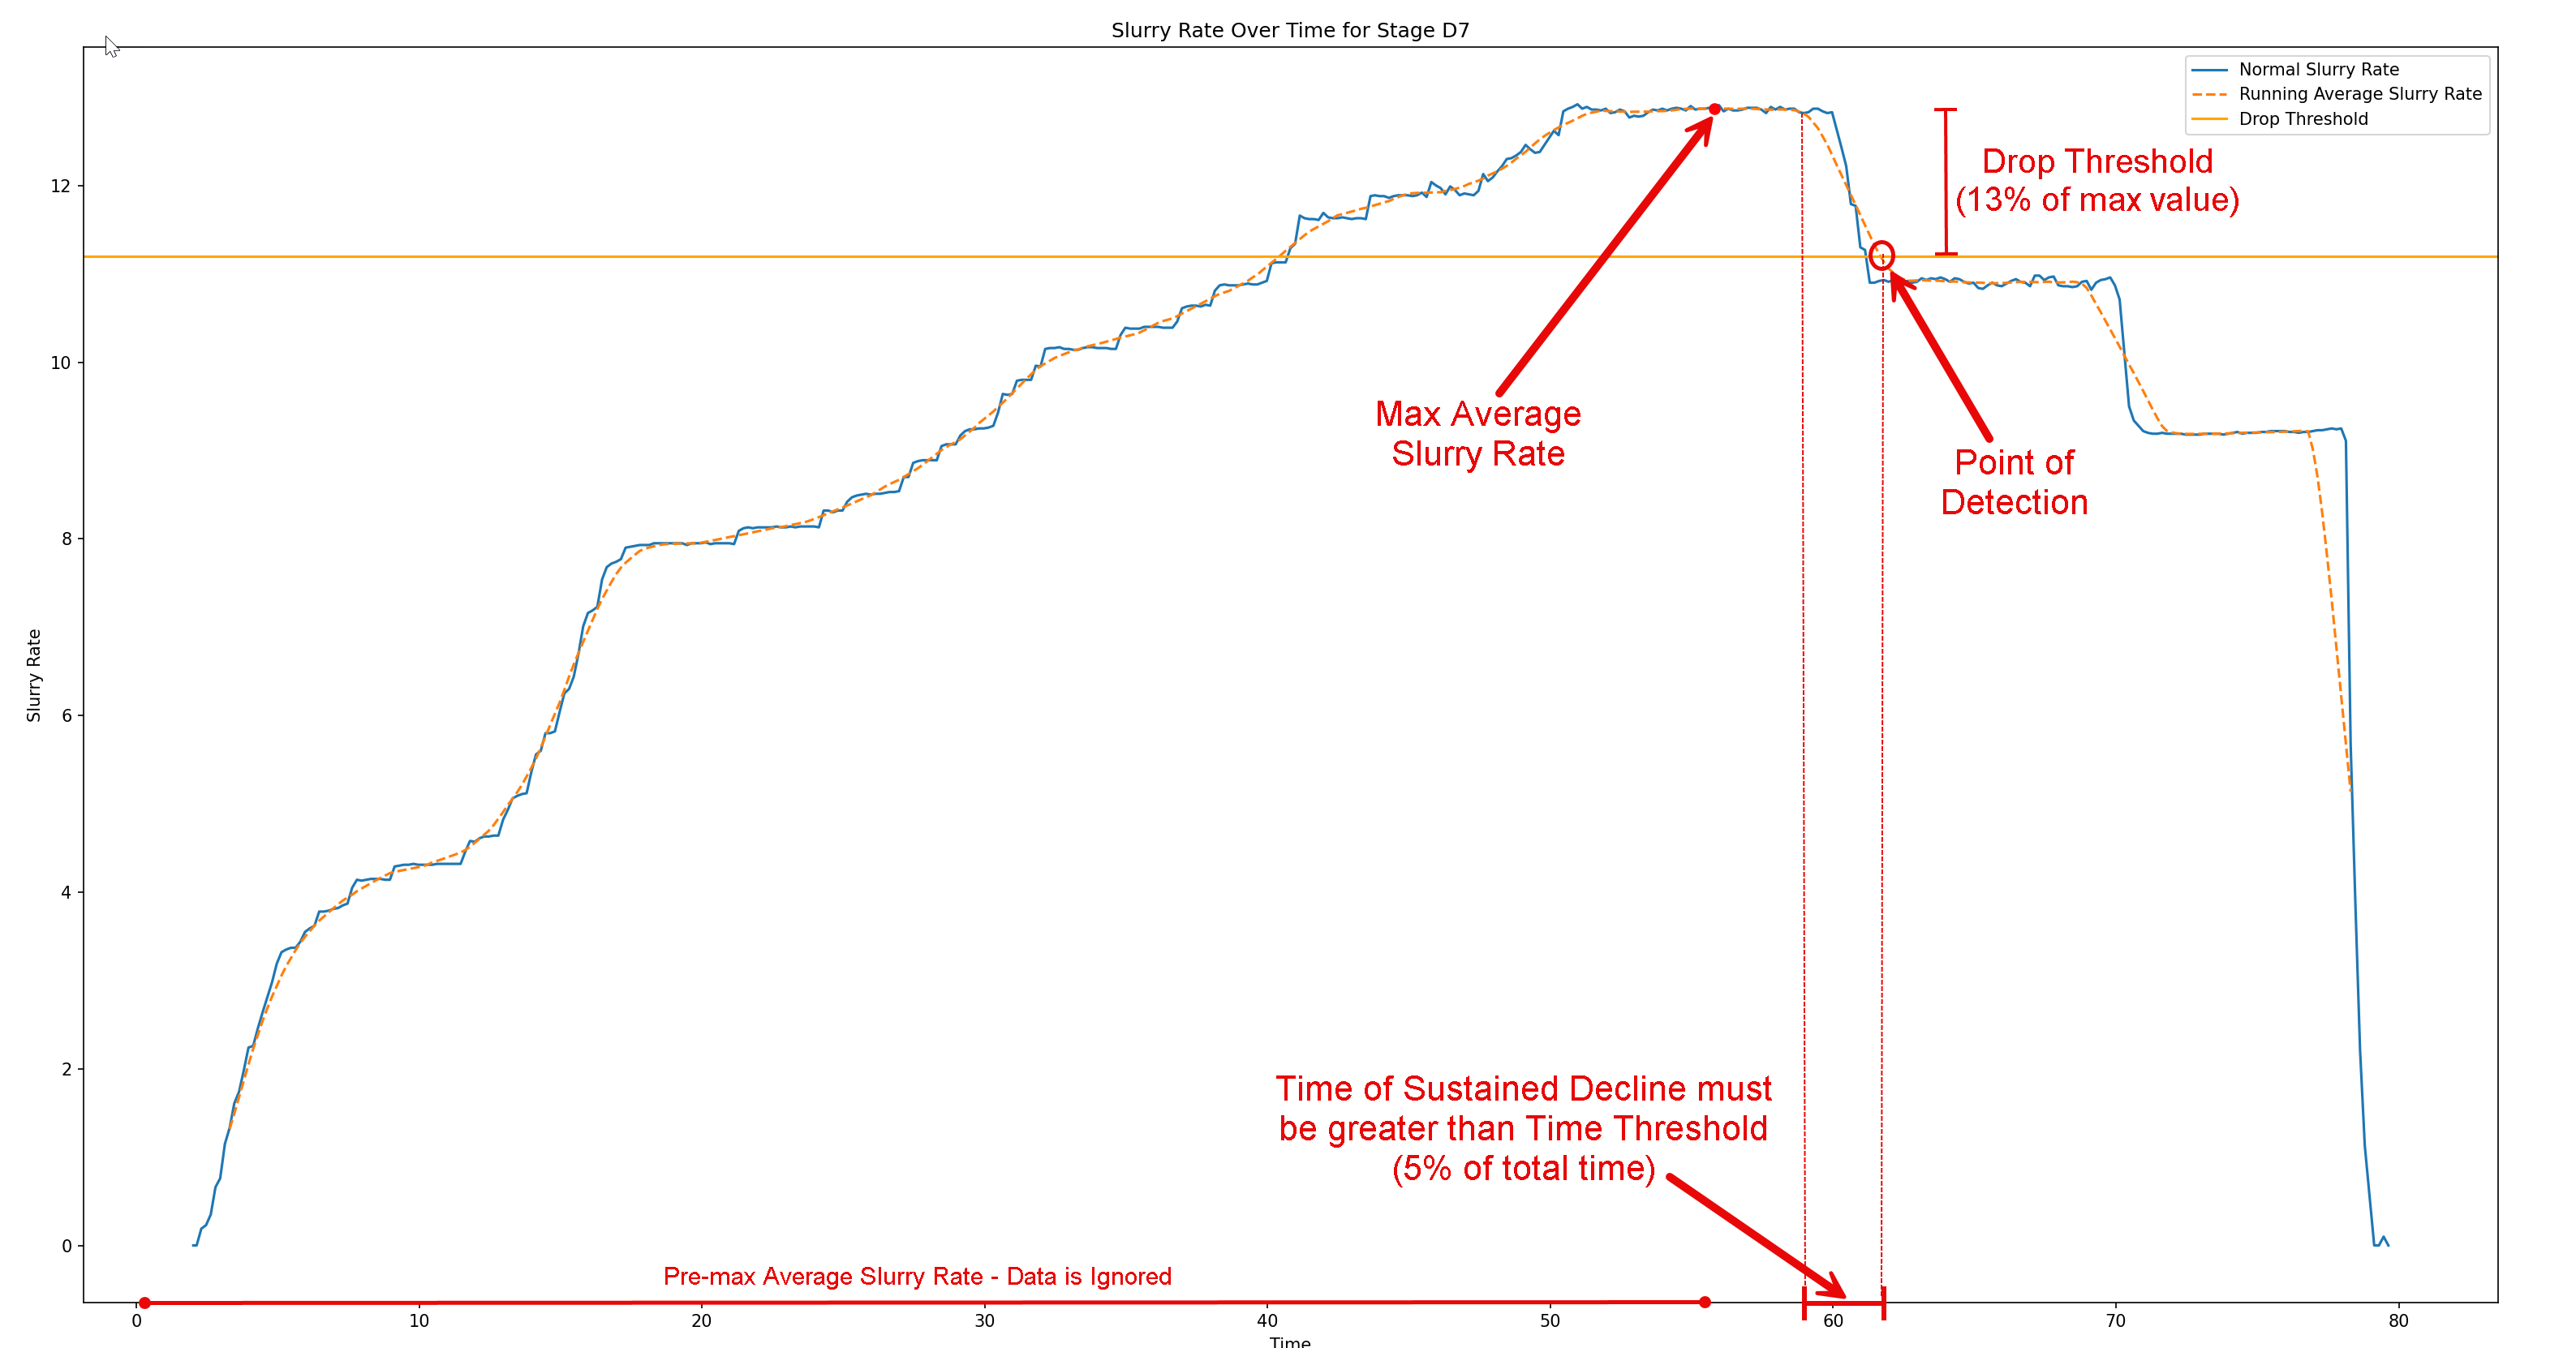 Slurry Rate Over Time for Stage D7
Normal Slurry Rate
Running Average Slurry Rate
Drop Threshold
Drop Threshold
(13% of max value)
Max Average
Slurry Rate
Point of
Detection
Time of Sustained Decline must
be greater than Time Threshold
(5% of total time)
Pre-max Average Slurry Rate - Data is Ignored
Slurry Rate
12
10
8
6
4
2
0
0 10 20 30 40 50 60 70 80
Time